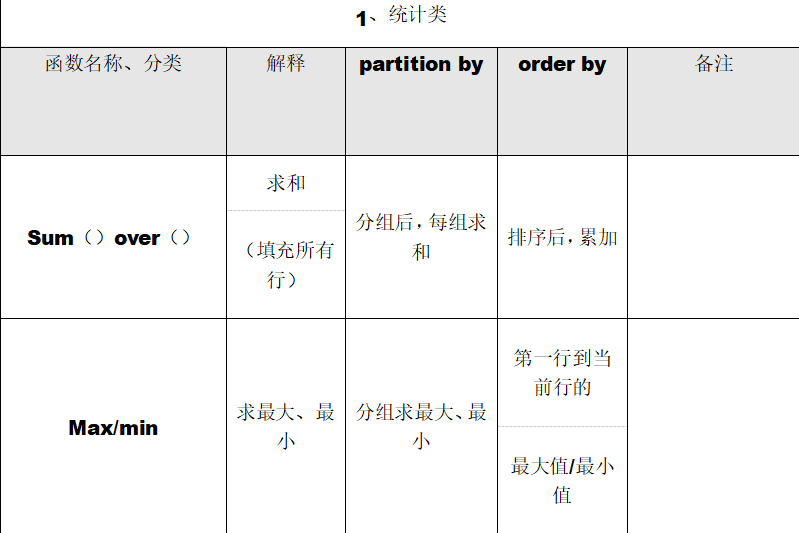 1、统计类
函数名称、分类
解释
partition by
order by
备注
Sum（）over（）
求和
（填充所有
行）
分组后，每组求
和
排序后，累加
Max/min
求最大、最
小
分组求最大、最
小
第一行到当
前行的
最大值/最小
值